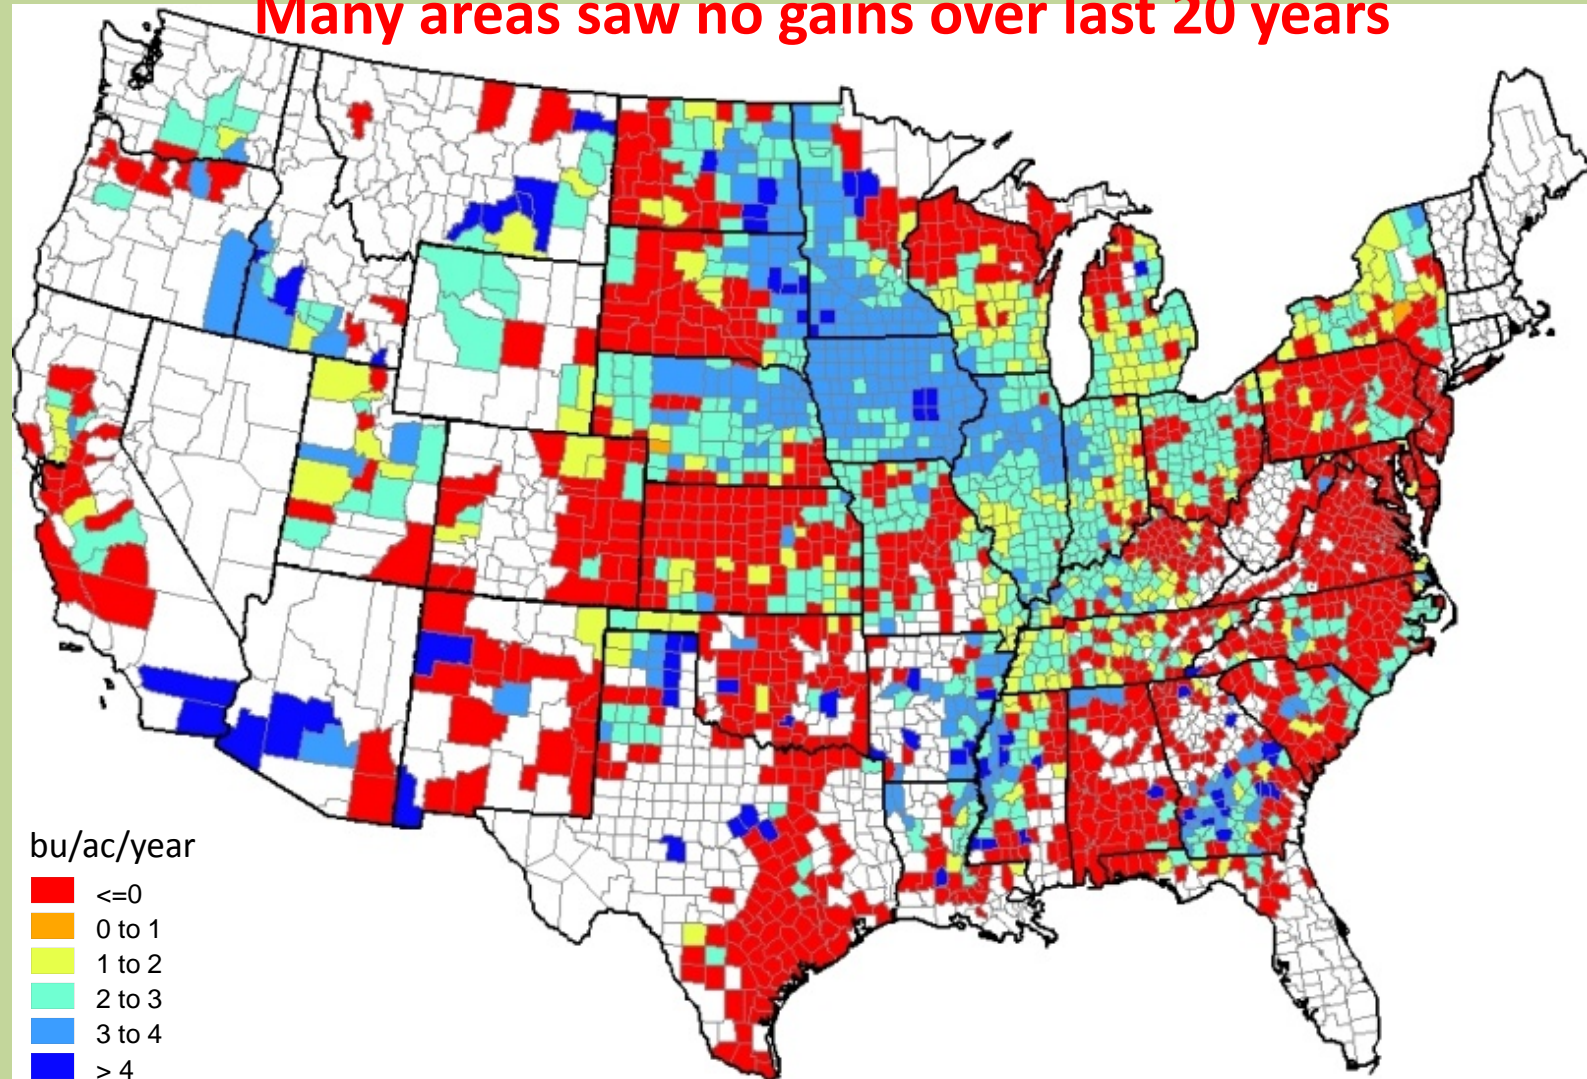 Many areas saw no gains over last 20 years
bu/ac/year
<=0
0 to 1
1 to 2
2 to 3
3 to 4
> 4